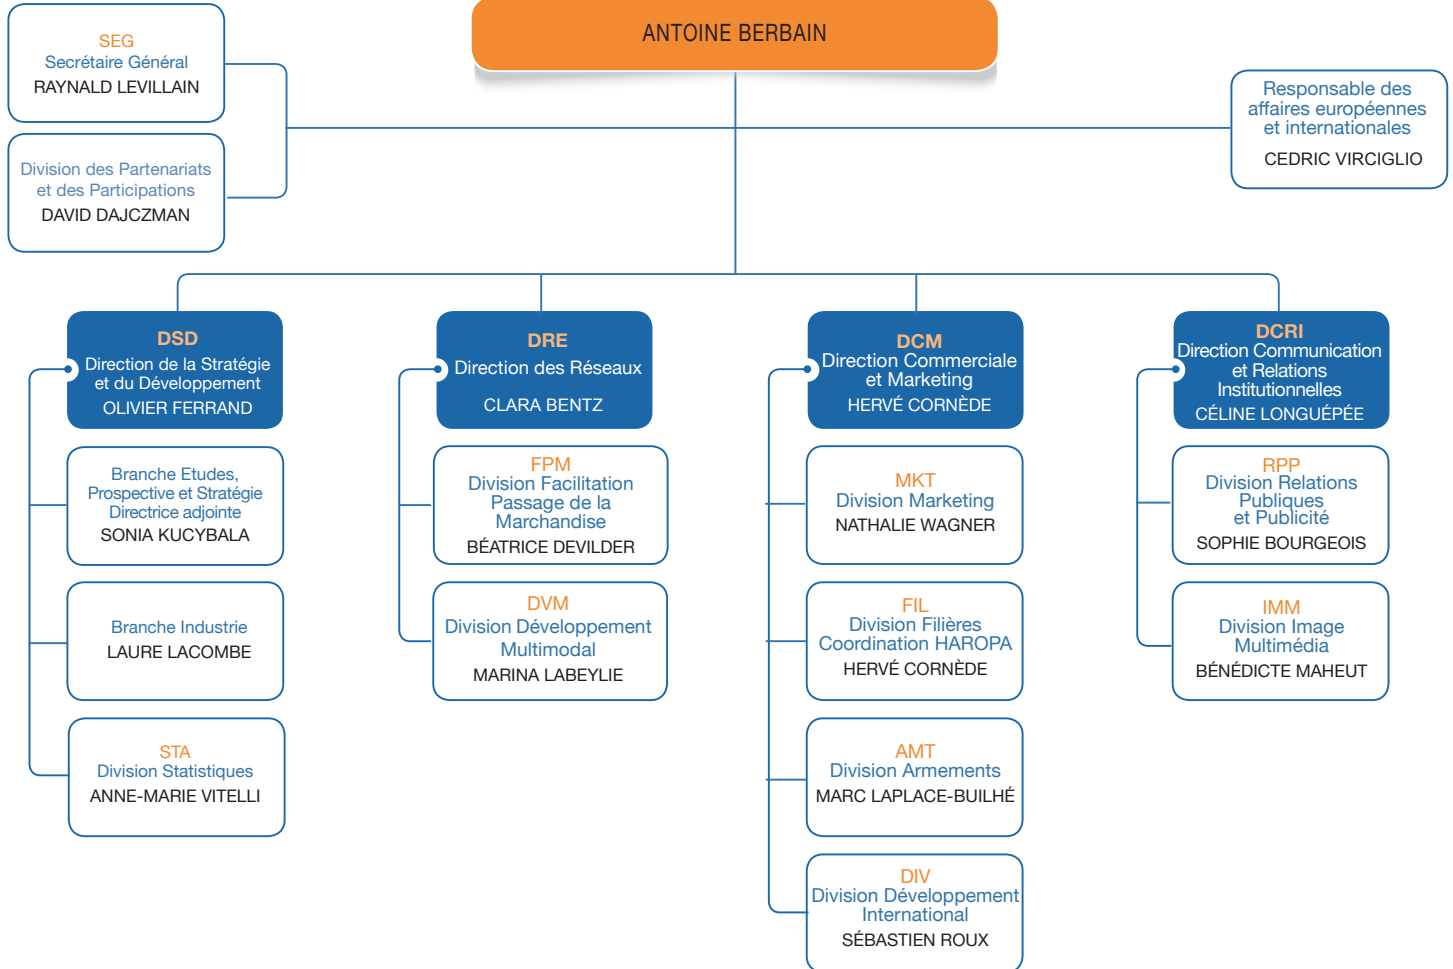 ANTOINE BERBAIN
SEG
Secrétaire Général
RAYNALD LEVILLAIN
Division des Partenariats
et des Participations
DAVID DAJCZMAN
Responsable des
affaires européennes
et internationales
CEDRIC VIRCIGLIO
DSD
Direction de la Stratégie
et du Développement
OLIVIER FERRAND
Branche Etudes,
Prospective et Stratégie
Directrice adjointe
SONIA KUCYBALA
Branche Industrie
LAURE LACOMBE
STA
Division Statistiques
ANNE-MARIE VITELLI
DRE
Direction des Réseaux
CLARA BENTZ
FPM
Division Facilitation
Passage de la
Marchandise
BÉATRICE DEVILDER
DVM
Division Développement
Multimodal
MARINA LABEYLIE
DCM
Direction Commerciale
et Marketing
HERVÉ CORNÈDE
MKT
Division Marketing
NATHALIE WAGNER
FIL
Division Filières
Coordination HAROPA
HERVÉ CORNÈDE
AMT
Division Armements
MARC LAPLACE-BUILHÉ
DIV
Division Développement
International
SÉBASTIEN ROUX
DCRI
Direction Communication
et Relations
Institutionnelles
CÉLINE LONGUÉPÉE
RPP
Division Relations
Publiques
et Publicité
SOPHIE BOURGEOIS
IMM
Division Image
Multimédia
BÉNÉDICTE MAHEUT